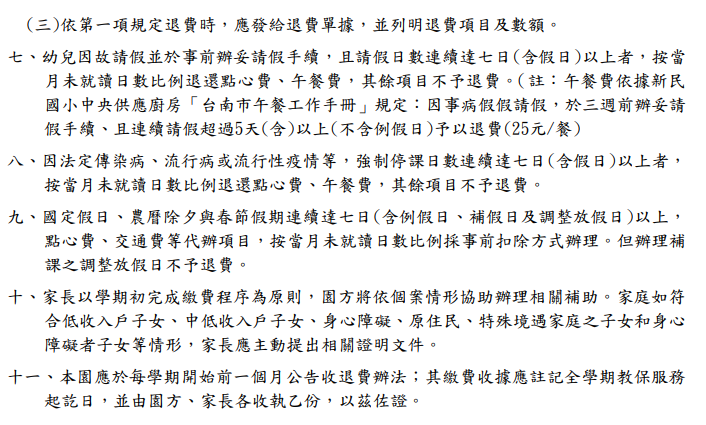 (三)依第一項規定退費時，應發給退費單據，並列明退費項目及數額。
七、幼兒因故請假並於事前辦妥請假手續，且請假日數連續達七日(含假日)以上者，按當
月未就讀日數比例退還點心費、午餐費，其餘項目不予退費。(註：午餐費依據新民
國小中央供應廚房「台南市午餐工作手冊」規定：因事病假假請假，於三週前辦妥請
假手續、且連續請假超過5天(含)以上(不含例假日)予以退費(25元/餐)
八、因法定傳染病、流行病或流行性疫情等，強制停課日數連續達七日(含假日)以上者，
按當月未就讀日數比例退還點心費、午餐費，其餘項目不予退費。
九、國定假日、農曆除夕與春節假期連續達七日(含例假日、補假日及調整放假日)以上，
點心費、交通費等代辦項目，按當月未就讀日數比例採事前扣除方式辦理。但辦理補
課之調整放假日不予退費。
十、家長以學期初完成繳費程序為原則，園方將依個案情形協助辦理相關補助。家庭如符
合低收入戶子女、中低收入戶子女、身心障礙、原住民、特殊境遇家庭之子女和身心
障礙者子女等情形，家長應主動提出相關證明文件。
十一、本園應於每學期開始前一個月公告收退費辦法；其繳費收據應註記全學期教保服務
起訖日，並由園方、家長各收執乙份，以茲佐證。